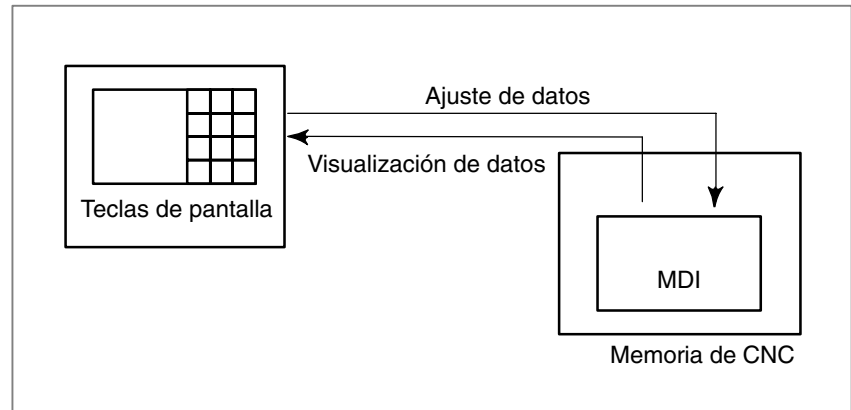 Ajuste de datos
Visualización de datos
Teclas de pantalla
MDI
Memoria de CNC